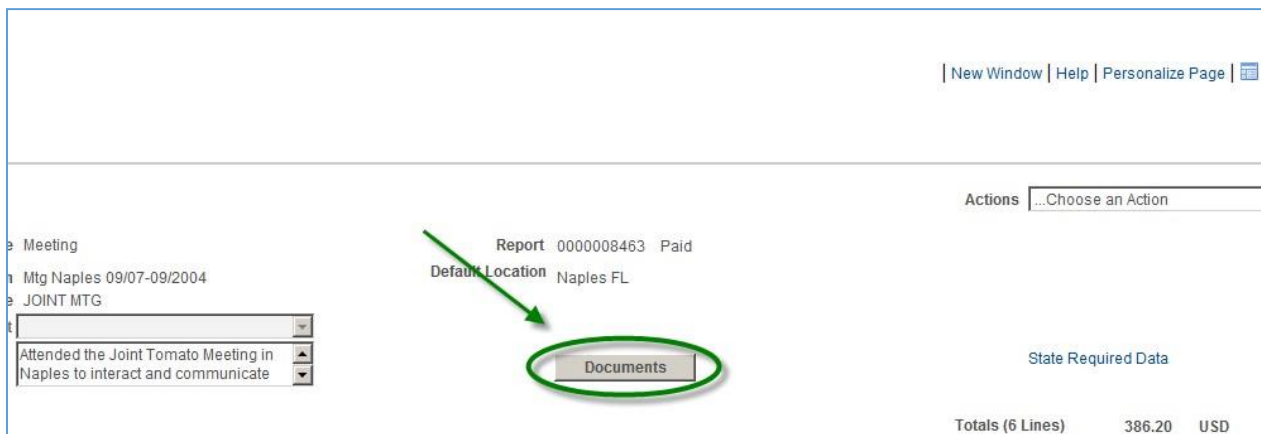 | New Window | Help | Personalize Page |
Actions ...Choose an Action
e Meeting
Report 0000008463 Paid
n Mtg Naples 09/07-09/2004
Default Location Naples FL
e JOINT MTG
t
Attended the Joint Tomato Meeting in
Naples to interact and communicate
Documents
State Required Data
Totals (6 Lines) 386.20 USD